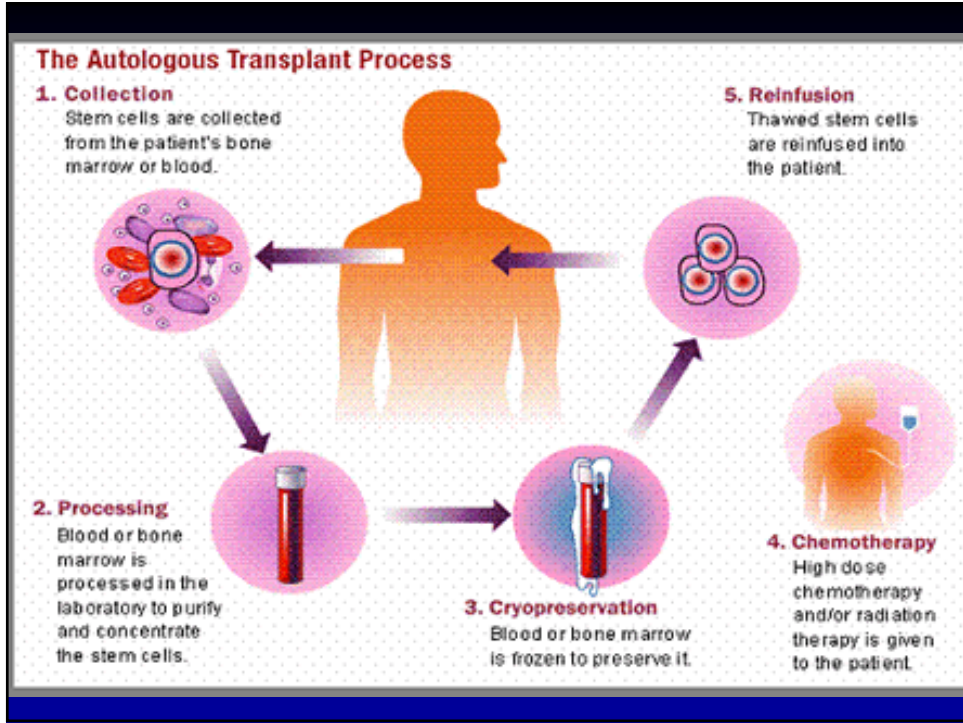 The Autologous Transplant Process
1. Collection
Stem cells are collected
from the patient's bone
marrow or blood.
2. Processing
Blood or bone
marrow is
processed in the
laboratory to purify
and concentrate
the stem cells.
3. Cryopreservation
Blood or bone marrow
is frozen to preserve it.
4. Chemotherapy
High dose
chemotherapy
and/or radiation
therapy is given
to the patient.
5. Reinfusion
Thawed stem cells
are reinfused into
the patient.